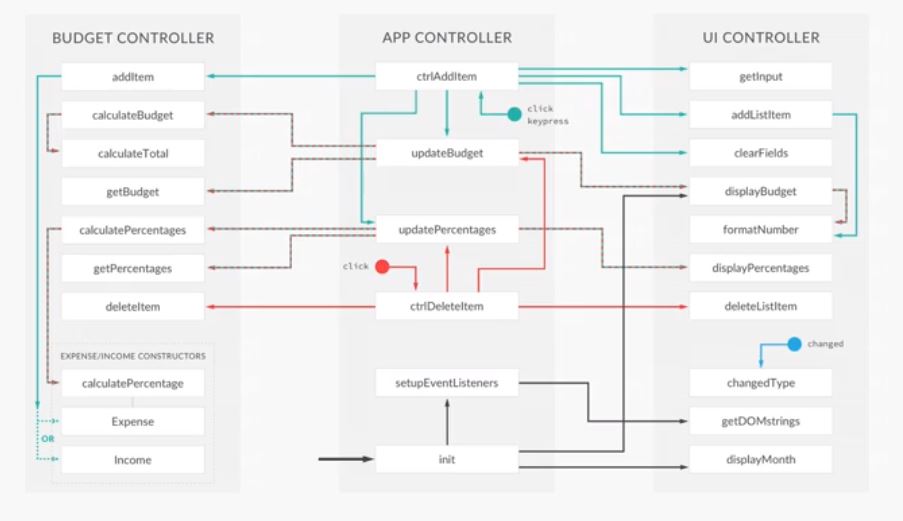 BUDGET CONTROLLER
addItem
calculateBudget
calculateTotal
getBudget
calculatePercentages
getPercentages
deleteItem
EXPENSE/INCOME CONSTRUCTORS
calculatePercentage
Expense
OR
Income
APP CONTROLLER
ctrlAddItem
click
keypress
updateBudget
updatePercentages
click
ctrlDeleteItem
setupEventListeners
init
UI CONTROLLER
getInput
addListItem
clearFields
displayBudget
formatNumber
displayPercentages
deleteListItem
changed
changedType
getDOMstrings
displayMonth